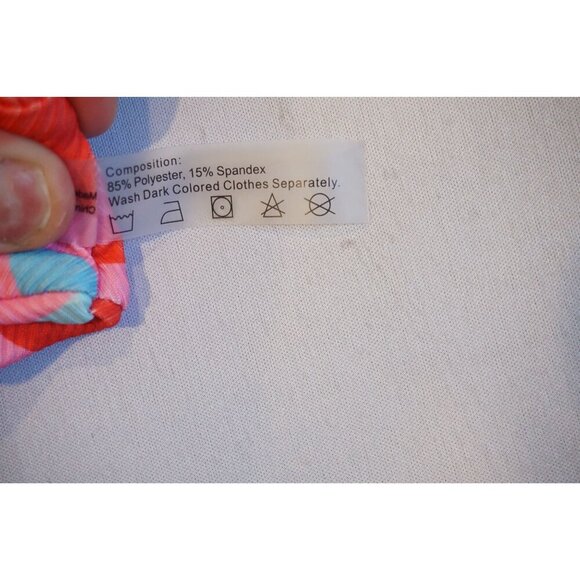 Composition:
85% Polyester, 15% Spandex
Wash Dark Colored Clothes Separately.